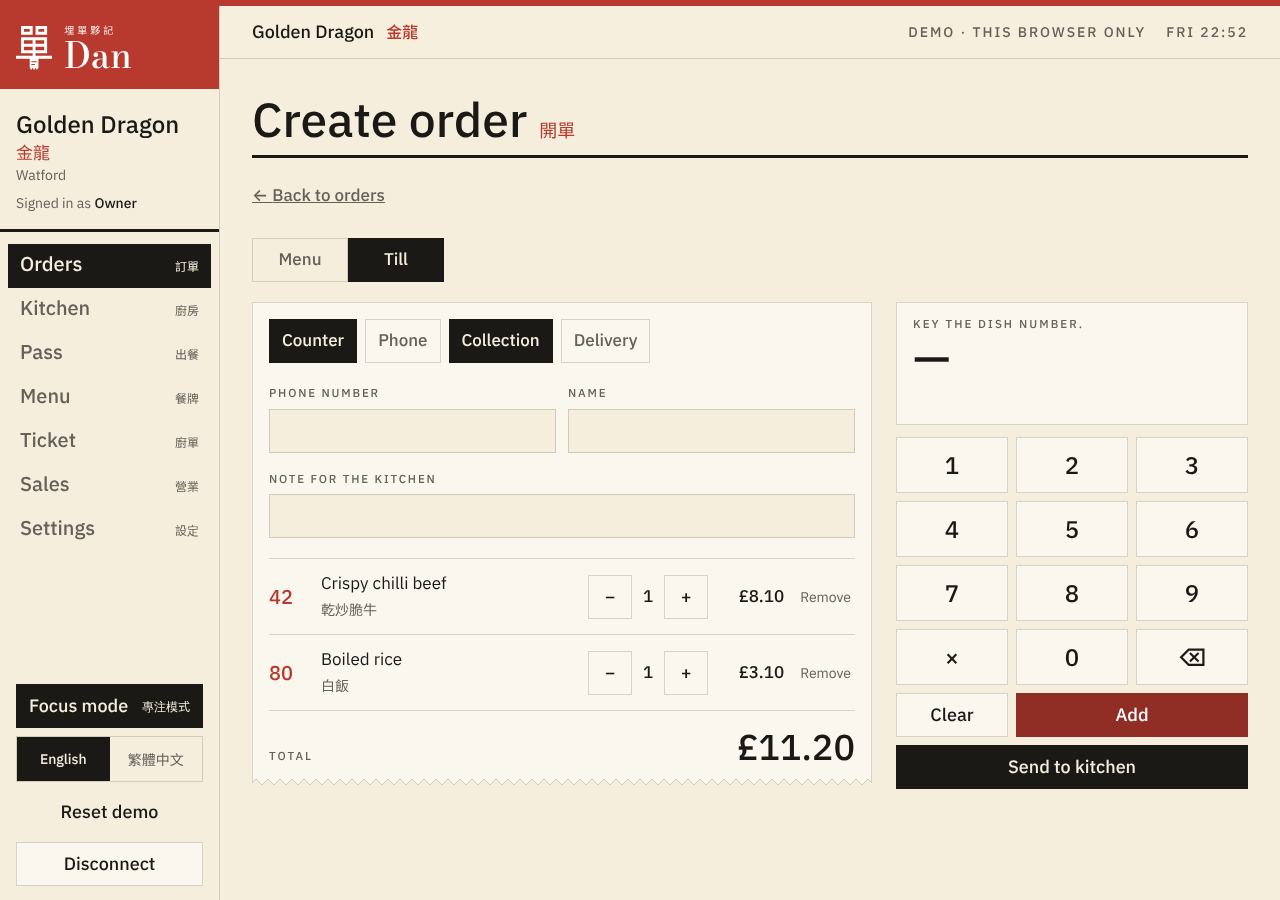 單
埋單夥記
Dan
Golden Dragon
金龍
Watford
Signed in as Owner
Orders 訂單
Kitchen 廚房
Pass 出餐
Menu 餐牌
Ticket 廚單
Sales 營業
Settings 設定
Focus mode 專注模式
English 繁體中文
Reset demo
Disconnect
Golden Dragon 金龍
DEMO · THIS BROWSER ONLY FRI 22:52
Create order 開單
← Back to orders
Menu Till
Counter Phone Collection Delivery
PHONE NUMBER NAME
NOTE FOR THE KITCHEN
42 Crispy chilli beef − 1 + £8.10 Remove
乾炒脆牛
80 Boiled rice − 1 + £3.10 Remove
白飯
TOTAL £11.20
KEY THE DISH NUMBER.
—
1 2 3
4 5 6
7 8 9
× 0 ⌫
Clear Add
Send to kitchen